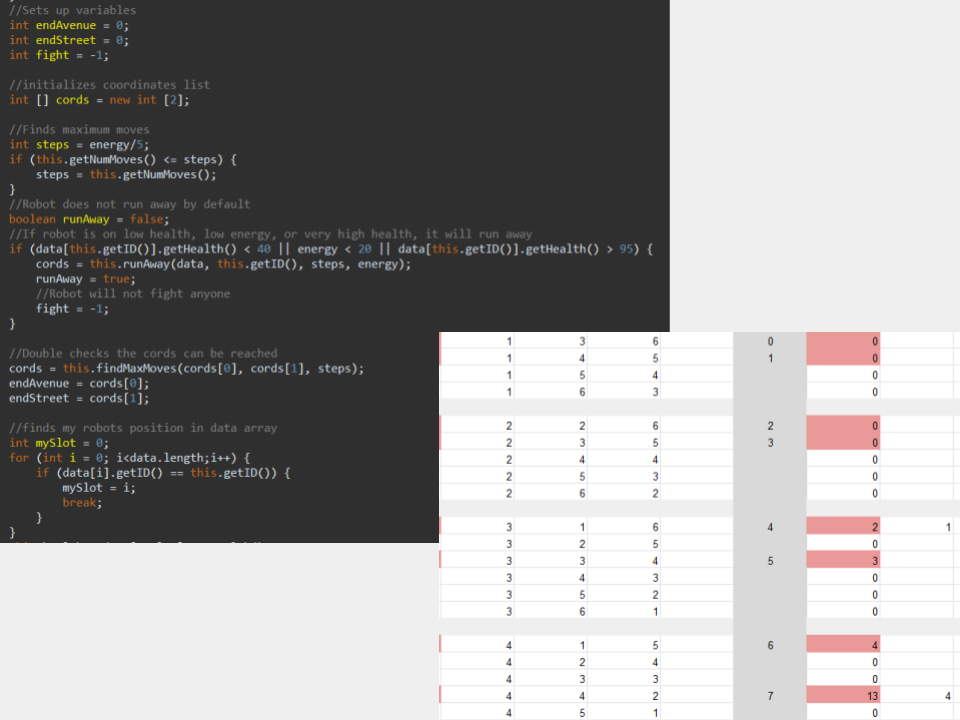 //Sets up variables
int endAvenue = 0;
int endStreet = 0;
int fight = -1;
//initializes coordinates list
int [] cords = new int [2];
//Finds maximum moves
int steps = energy/5;
if (this.getNumMoves() <= steps) {
steps = this.getNumMoves();
}
//Robot does not run away by default
boolean runAway = false;
//If robot is on low health, low energy, or very high health, it will run away
if (data[this.getID()].getHealth() < 40 || energy < 20 || data[this.getID()].getHealth() > 95) {
cords = this.runAway(data, this.getID(), steps, energy);
runAway = true;
//Robot will not fight anyone
fight = -1;
}
//Double checks the cords can be reached
cords = this.findMaxMoves(cords[0], cords[1], steps);
endAvenue = cords[0];
endStreet = cords[1];
//finds my robots position in data array
int mySlot = 0;
for (int i = 0; i<data.length;i++) {
if (data[i].getID() == this.getID()) {
mySlot = i;
break;
}
}
1 3 6 0 0
1 4 5 1 0
1 5 4 0
1 6 3 0
2 2 6 2 0
2 3 5 3 0
2 4 4 0
2 5 3 0
2 6 2 0
3 1 6 4 2 1
3 2 5 0
3 3 4 5 3
3 4 3 0
3 5 2 0
3 6 1 0
4 1 5 6 4
4 2 4 0
4 3 3 0
4 4 2 7 13 4
4 5 1 0